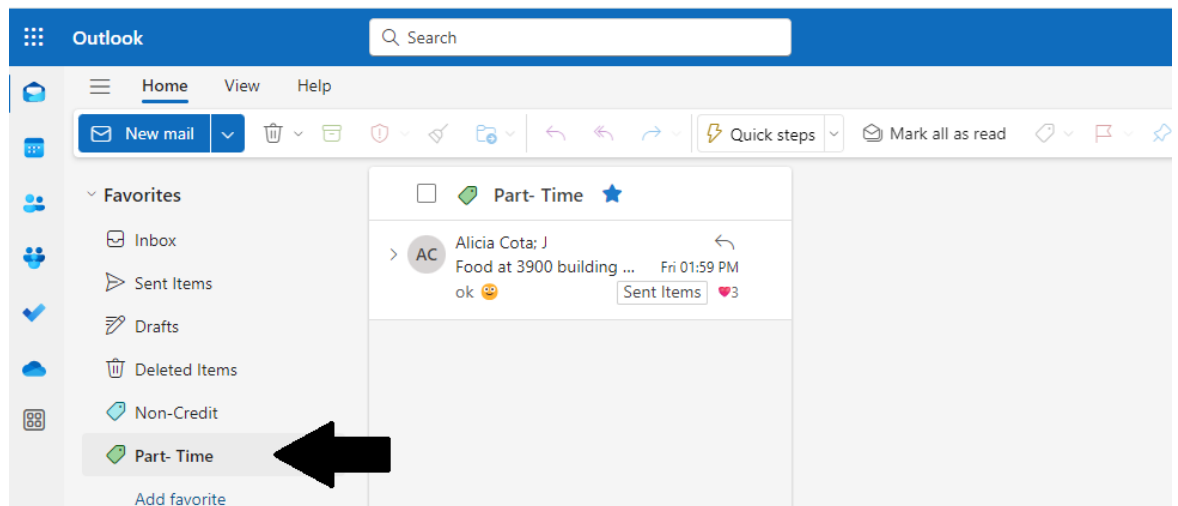 Outlook
Search
Home View Help
New mail Quick steps Mark all as read
Favorites
Inbox
Sent Items
Drafts
Deleted Items
Non-Credit
Part- Time
Add favorite
Part- Time
AC
Alicia Cota; J
Food at 3900 building ... Fri 01:59 PM
ok 🙂 Sent Items 💗3